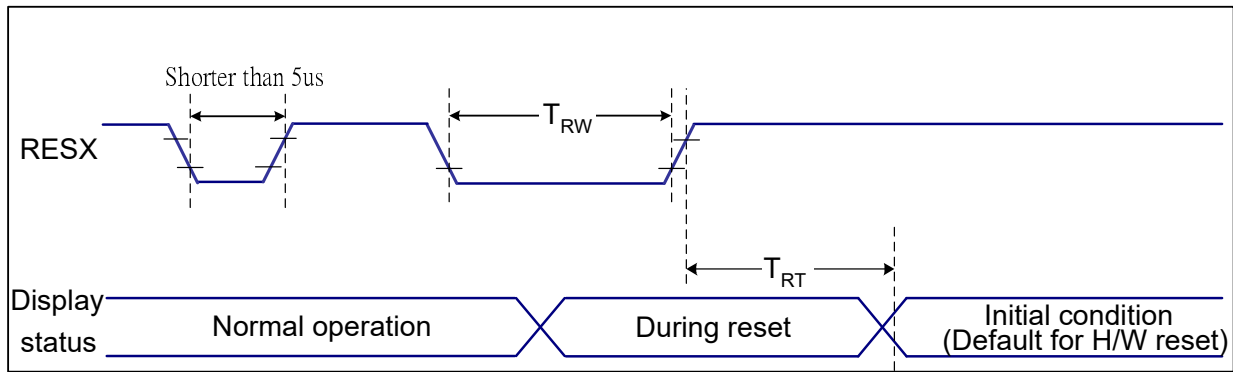 Shorter than 5us
RESX
TRW
TRT
Display
status
Normal operation
During reset
Initial condition
(Default for H/W reset)